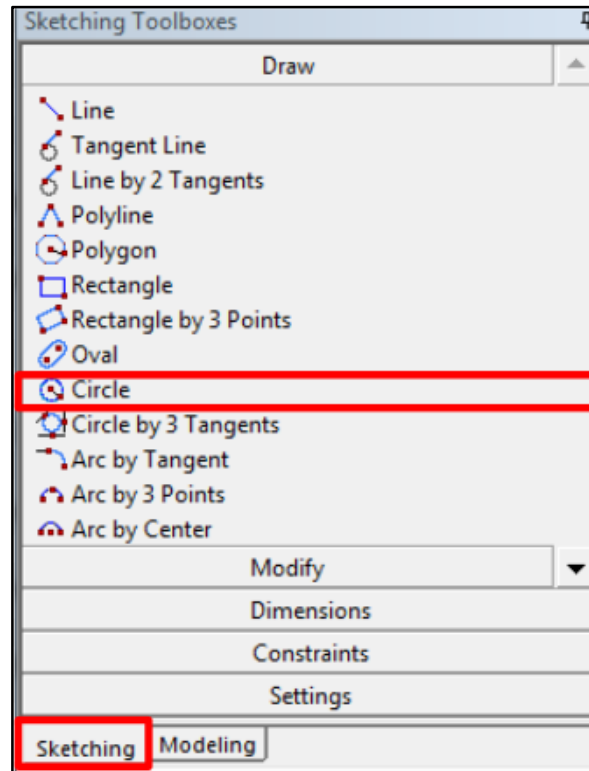 Sketching Toolboxes
Draw
Line
Tangent Line
Line by 2 Tangents
Polyline
Polygon
Rectangle
Rectangle by 3 Points
Oval
Circle
Circle by 3 Tangents
Arc by Tangent
Arc by 3 Points
Arc by Center
Modify
Dimensions
Constraints
Settings
Sketching Modeling